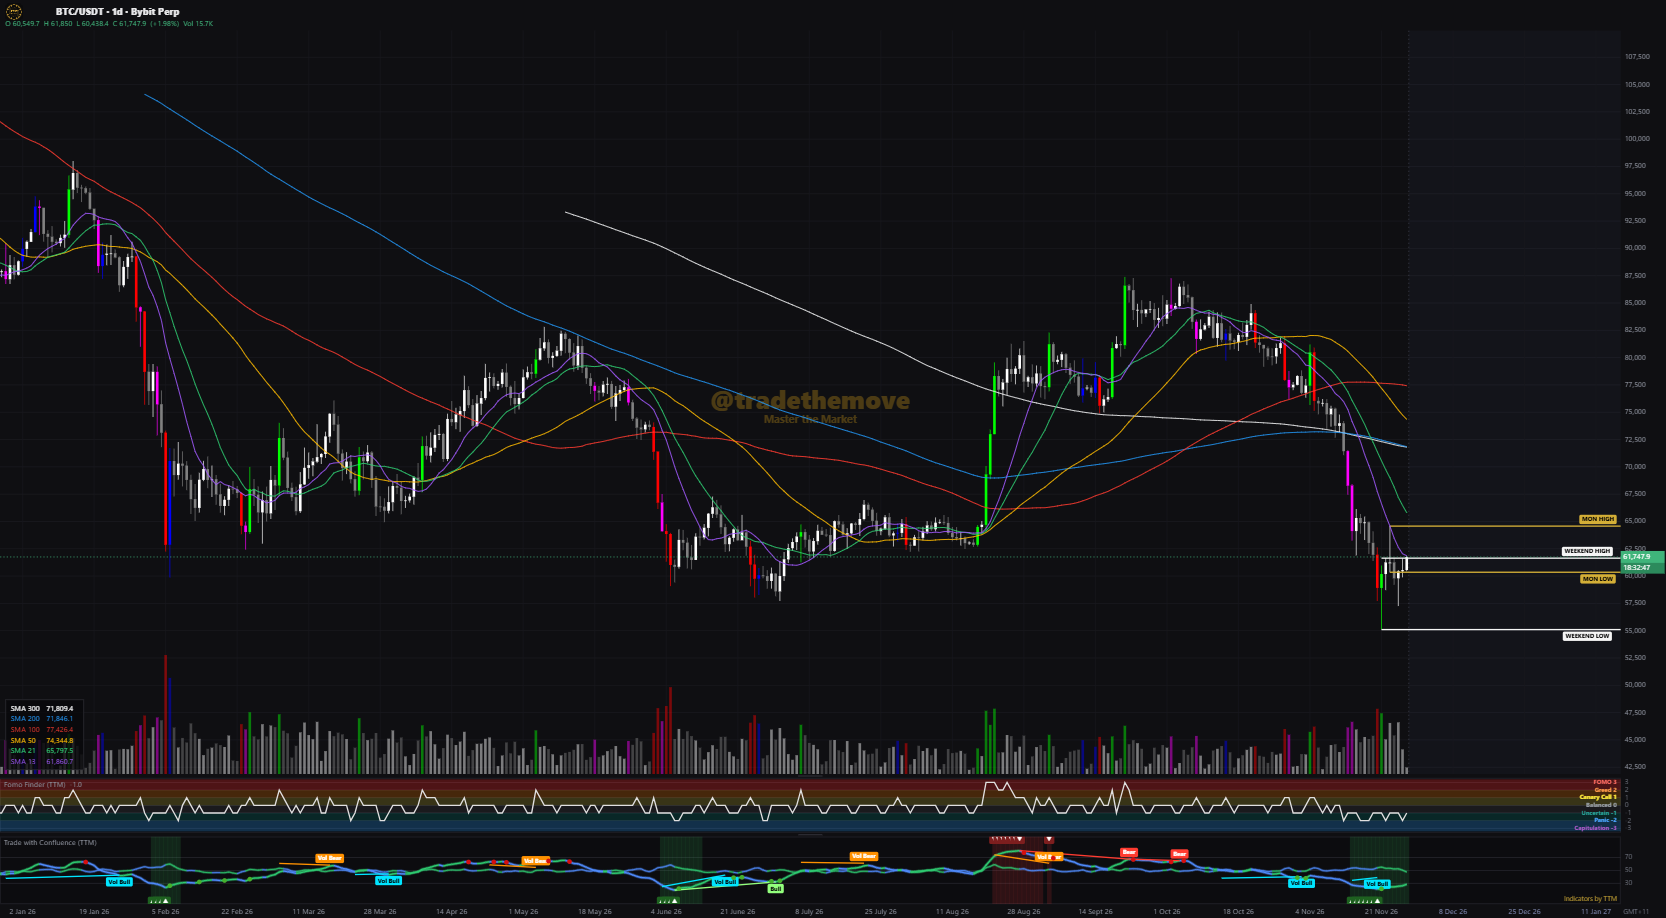 BTC/USDT - 1d - Bybit Perp
O 60,549.7 H 61,850 L 60,438.4 C 61,747.9 (+1.98%) Vol 15.7K
107,500
105,000
102,500
100,000
97,500
95,000
92,500
90,000
87,500
85,000
82,500
80,000
77,500
75,000
72,500
70,000
67,500
65,000
62,500
60,000
57,500
55,000
52,500
50,000
47,500
45,000
42,500
@tradethemove
Master the Market
MON HIGH
WEEKEND HIGH
61,747.9
18:32:47
MON LOW
WEEKEND LOW
SMA 300 71,809.4
SMA 200 71,846.1
SMA 100 77,426.4
SMA 50 74,344.8
SMA 21 65,797.5
SMA 13 61,860.7
Fomo Finder (TTM) -1.0
FOMO 3 3
Greed 2 2
Canary Call 1 1
Balanced 0 0
Uncertain -1 -1
Panic -2 -2
Capitulation -3 -3
Trade with Confluence (TTM)
70
50
30
Vol Bull
Vol Bear
Vol Bull
Vol Bear
Vol Bull
Bull
Vol Bear
Vol Bear
Bear
Bear
Vol Bull
Vol Bull
Indicators by TTM
2 Jan 26
19 Jan 26
5 Feb 26
22 Feb 26
11 Mar 26
28 Mar 26
14 Apr 26
1 May 26
18 May 26
4 June 26
21 June 26
8 July 26
25 July 26
11 Aug 26
28 Aug 26
14 Sept 26
1 Oct 26
18 Oct 26
4 Nov 26
21 Nov 26
8 Dec 26
25 Dec 26
11 Jan 27
GMT+11